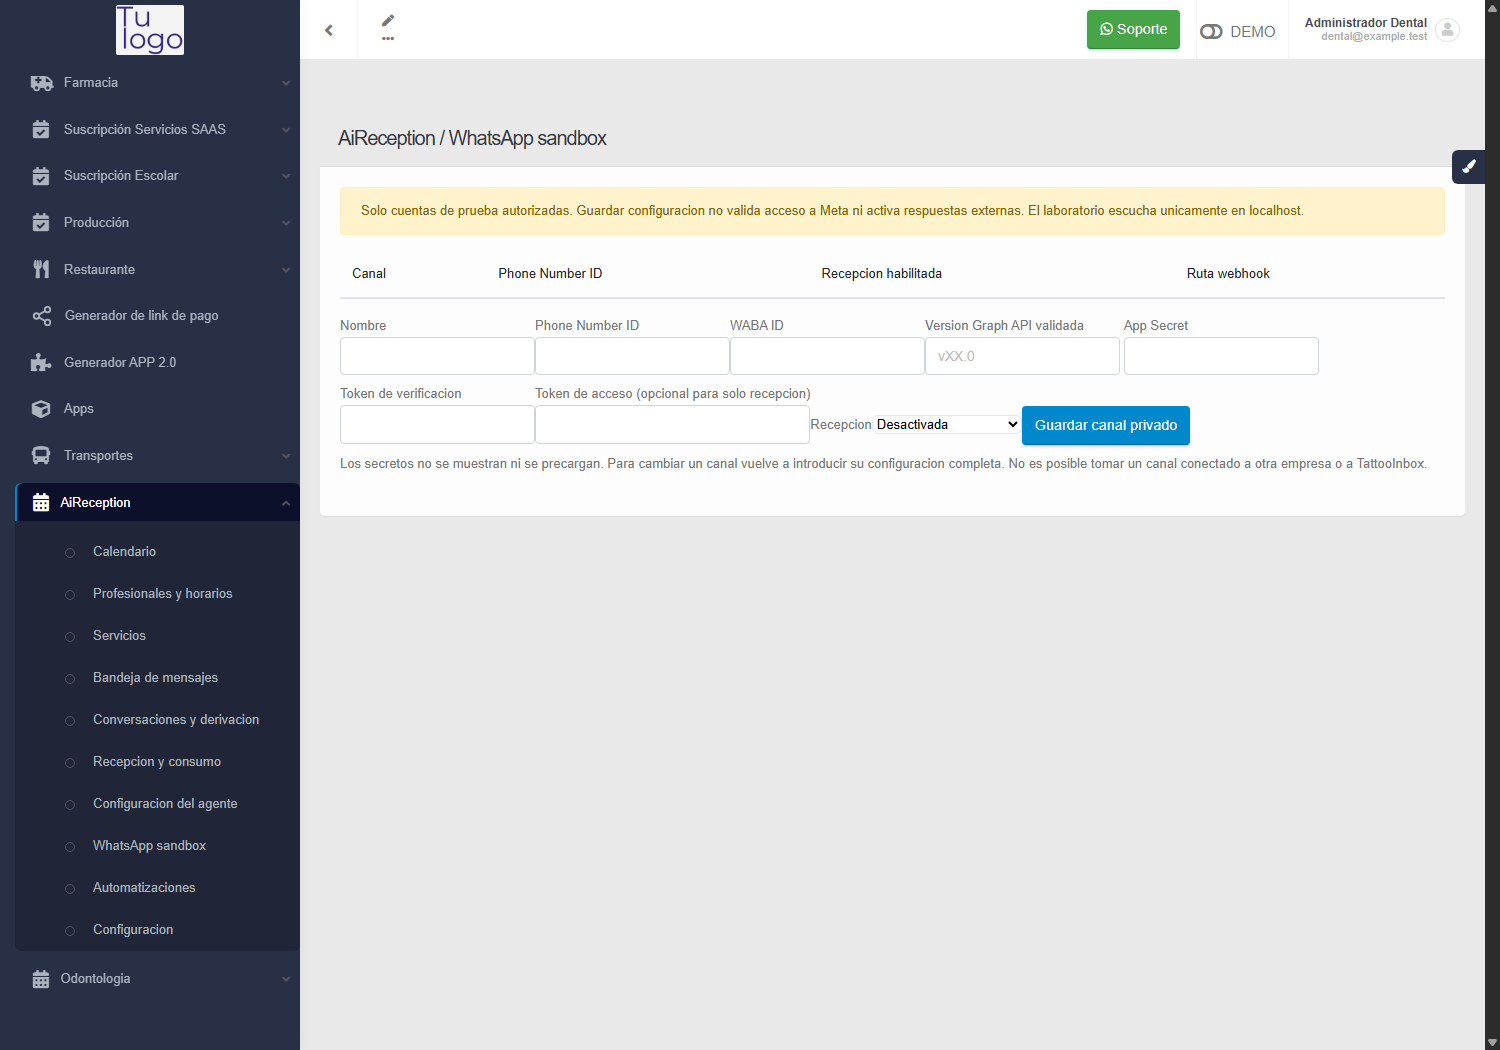 Tu
logo
Farmacia
Suscripción Servicios SAAS
Suscripción Escolar
Producción
Restaurante
Generador de link de pago
Generador APP 2.0
Apps
Transportes
AiReception
Calendario
Profesionales y horarios
Servicios
Bandeja de mensajes
Conversaciones y derivacion
Recepcion y consumo
Configuracion del agente
WhatsApp sandbox
Automatizaciones
Configuracion
Odontologia
Soporte
DEMO
Administrador Dental
dental@example.test
AiReception / WhatsApp sandbox
Solo cuentas de prueba autorizadas. Guardar configuracion no valida acceso a Meta ni activa respuestas externas. El laboratorio escucha unicamente en localhost.
Canal Phone Number ID Recepcion habilitada Ruta webhook
Nombre Phone Number ID WABA ID Version Graph API validada App Secret
vXX.0
Token de verificacion Token de acceso (opcional para solo recepcion)
Recepcion Desactivada Guardar canal privado
Los secretos no se muestran ni se precargan. Para cambiar un canal vuelve a introducir su configuracion completa. No es posible tomar un canal conectado a otra empresa o a TattooInbox.